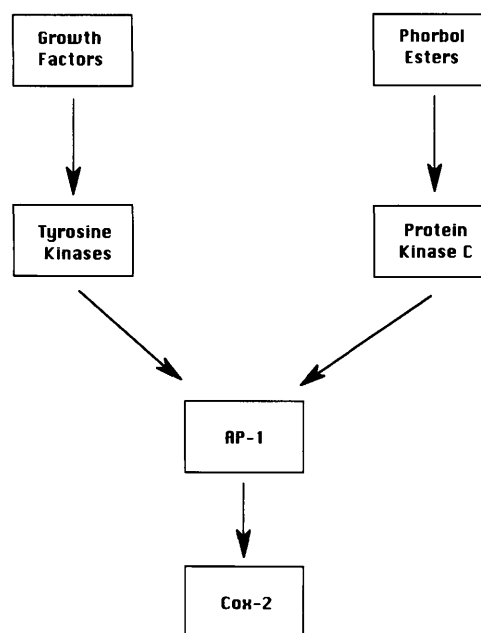 Growth
Factors
Phorbol
Esters
Tyrosine
Kinases
Protein
Kinase C
AP-1
Cox-2